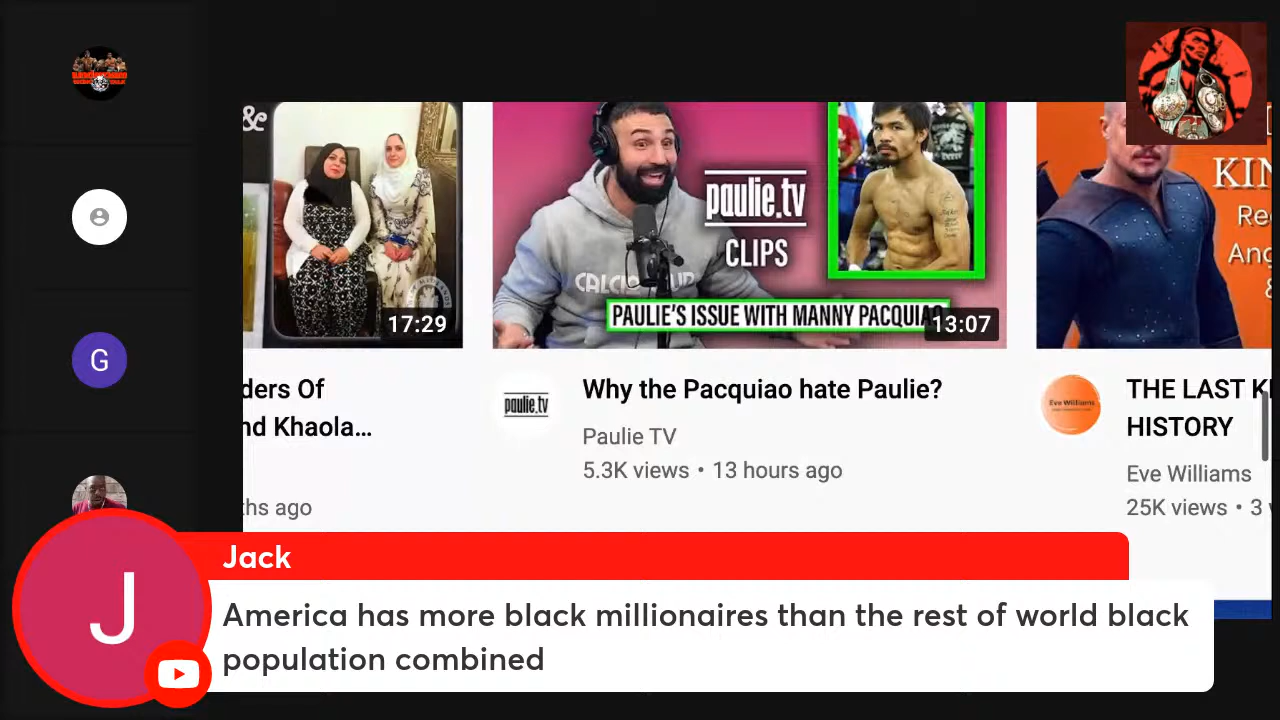 &
paulie.tv
CLIPS
CALCIO
PAULIE'S ISSUE WITH MANNY PACQUIAO
17:29
13:07
KIN
Re
Ang
&
ders Of
nd Khaola...
ths ago
paulie.tv
Why the Pacquiao hate Paulie?
Paulie TV
5.3K views • 13 hours ago
Eve Williams
THE LAST K
HISTORY
Eve Williams
25K views • 3 w
G
J
Jack
America has more black millionaires than the rest of world black
population combined